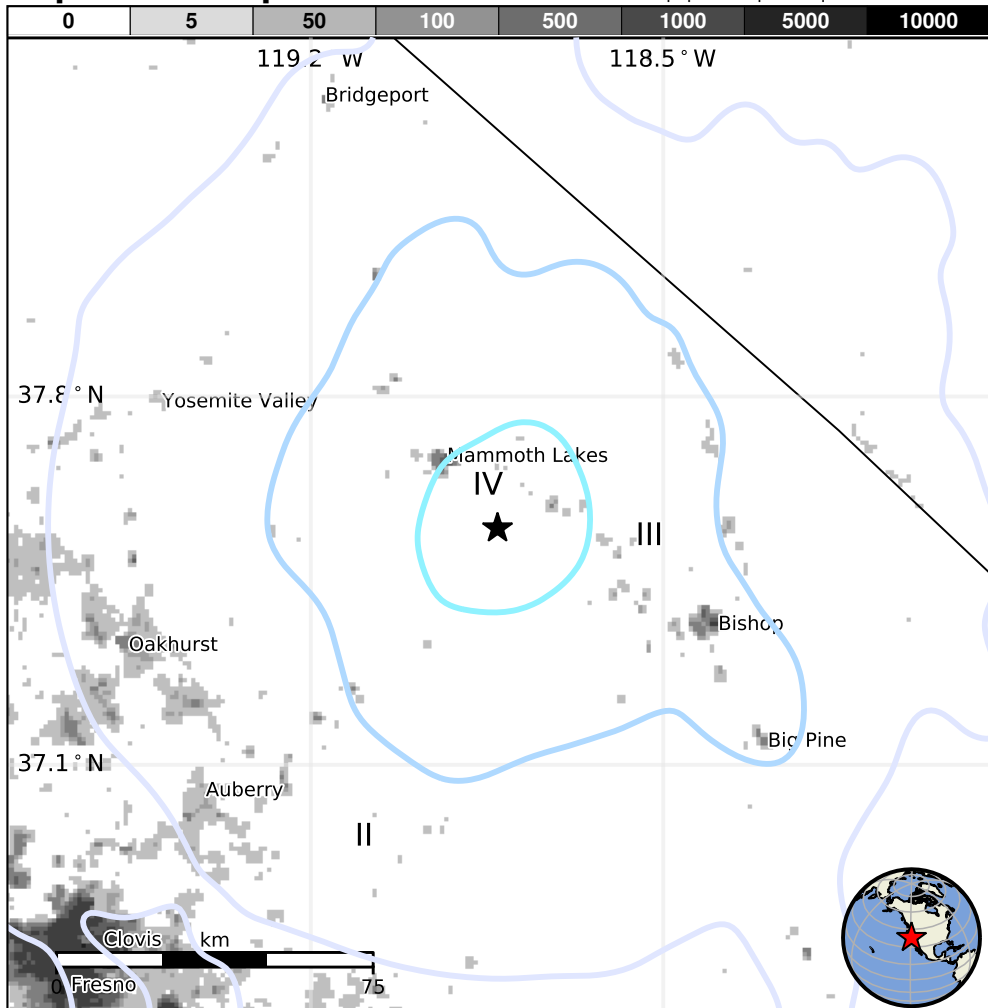 0 5 50 100 500 1000 5000 10000
119.2° W 118.5°W
Bridgeport
37.8°N
Yosemite Valley
Mammoth Lakes
IV
III
Bishop
Oakhurst
Big Pine
37.1°N
Auberry
II
Clovis
km
0 75
Fresno